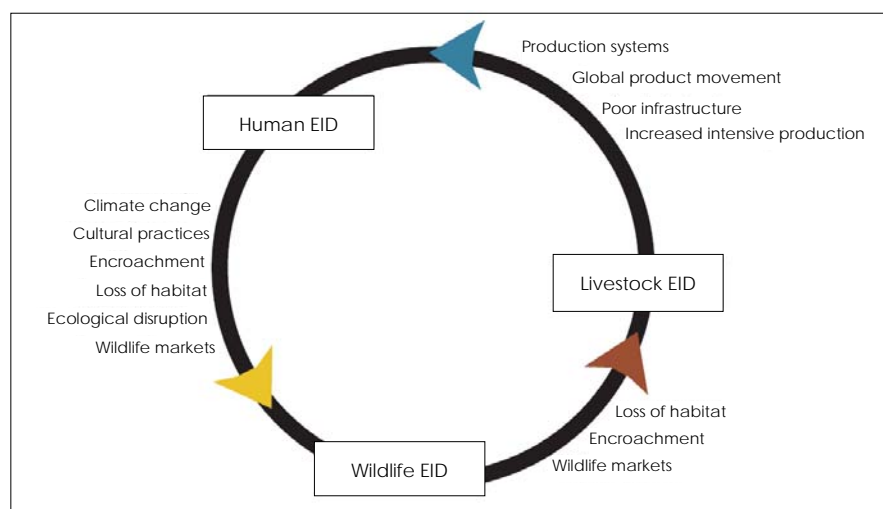 Production systems
Global product movement
Poor infrastructure
Increased intensive production
Human EID
Climate change
Cultural practices
Encroachment
Loss of habitat
Ecological disruption
Wildlife markets
Livestock EID
Loss of habitat
Encroachment
Wildlife markets
Wildlife EID